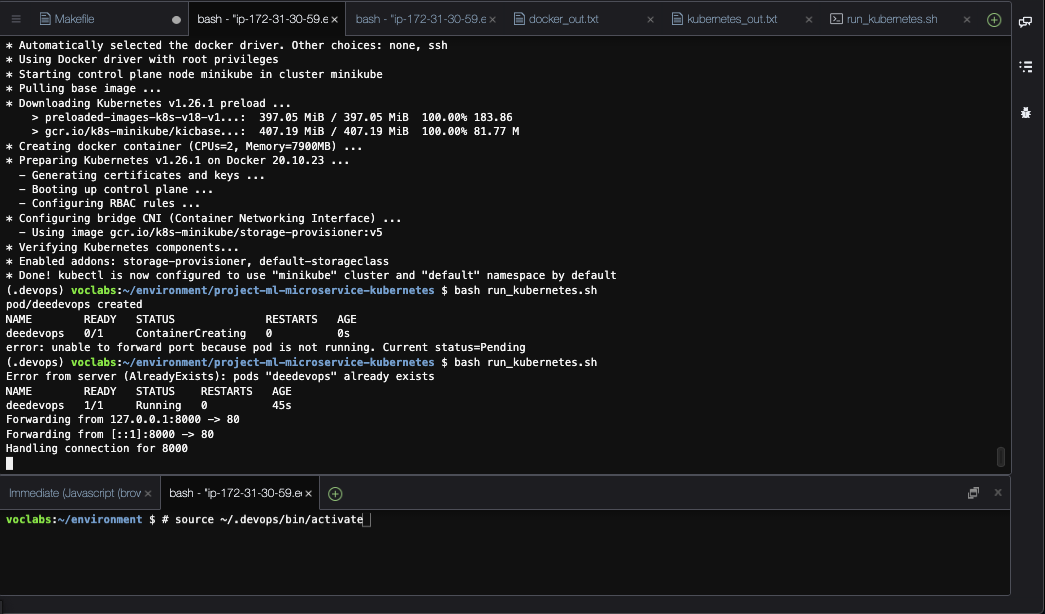 Makefile
bash - "ip-172-31-30-59.e
bash - "ip-172-31-30-59.e
docker_out.txt
kubernetes_out.txt
run_kubernetes.sh
* Automatically selected the docker driver. Other choices: none, ssh
* Using Docker driver with root privileges
* Starting control plane node minikube in cluster minikube
* Pulling base image ...
* Downloading Kubernetes v1.26.1 preload ...
    > preloaded-images-k8s-v18-v1...:  397.05 MiB / 397.05 MiB  100.00% 183.86
    > gcr.io/k8s-minikube/kicbase...:  407.19 MiB / 407.19 MiB  100.00% 81.77 M
* Creating docker container (CPUs=2, Memory=7900MB) ...
* Preparing Kubernetes v1.26.1 on Docker 20.10.23 ...
  - Generating certificates and keys ...
  - Booting up control plane ...
  - Configuring RBAC rules ...
* Configuring bridge CNI (Container Networking Interface) ...
  - Using image gcr.io/k8s-minikube/storage-provisioner:v5
* Verifying Kubernetes components...
* Enabled addons: storage-provisioner, default-storageclass
* Done! kubectl is now configured to use "minikube" cluster and "default" namespace by default
(.devops) voclabs:~/environment/project-ml-microservice-kubernetes $ bash run_kubernetes.sh
pod/deedevops created
NAME        READY   STATUS              RESTARTS   AGE
deedevops   0/1     ContainerCreating   0          0s
error: unable to forward port because pod is not running. Current status=Pending
(.devops) voclabs:~/environment/project-ml-microservice-kubernetes $ bash run_kubernetes.sh
Error from server (AlreadyExists): pods "deedevops" already exists
NAME        READY   STATUS    RESTARTS   AGE
deedevops   1/1     Running   0          45s
Forwarding from 127.0.0.1:8000 -> 80
Forwarding from [::1]:8000 -> 80
Handling connection for 8000
Immediate (Javascript (brov
bash - "ip-172-31-30-59.e
voclabs:~/environment $ # source ~/.devops/bin/activate